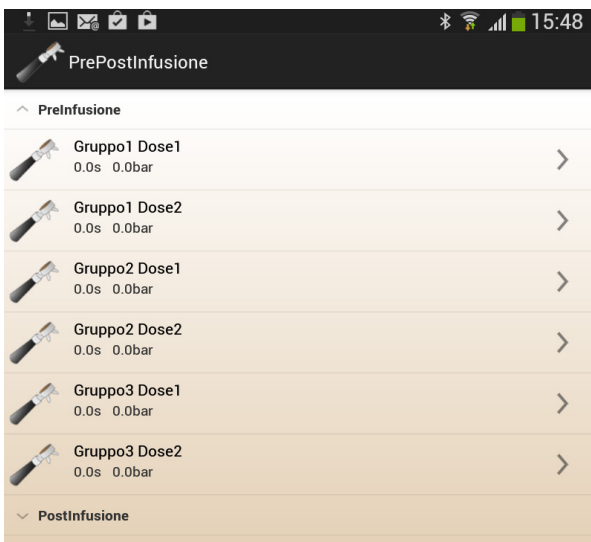 15:48
PrePostInfusione
PreInfusione
Gruppo1 Dose1
0.0s 0.0bar
Gruppo1 Dose2
0.0s 0.0bar
Gruppo2 Dose1
0.0s 0.0bar
Gruppo2 Dose2
0.0s 0.0bar
Gruppo3 Dose1
0.0s 0.0bar
Gruppo3 Dose2
0.0s 0.0bar
PostInfusione